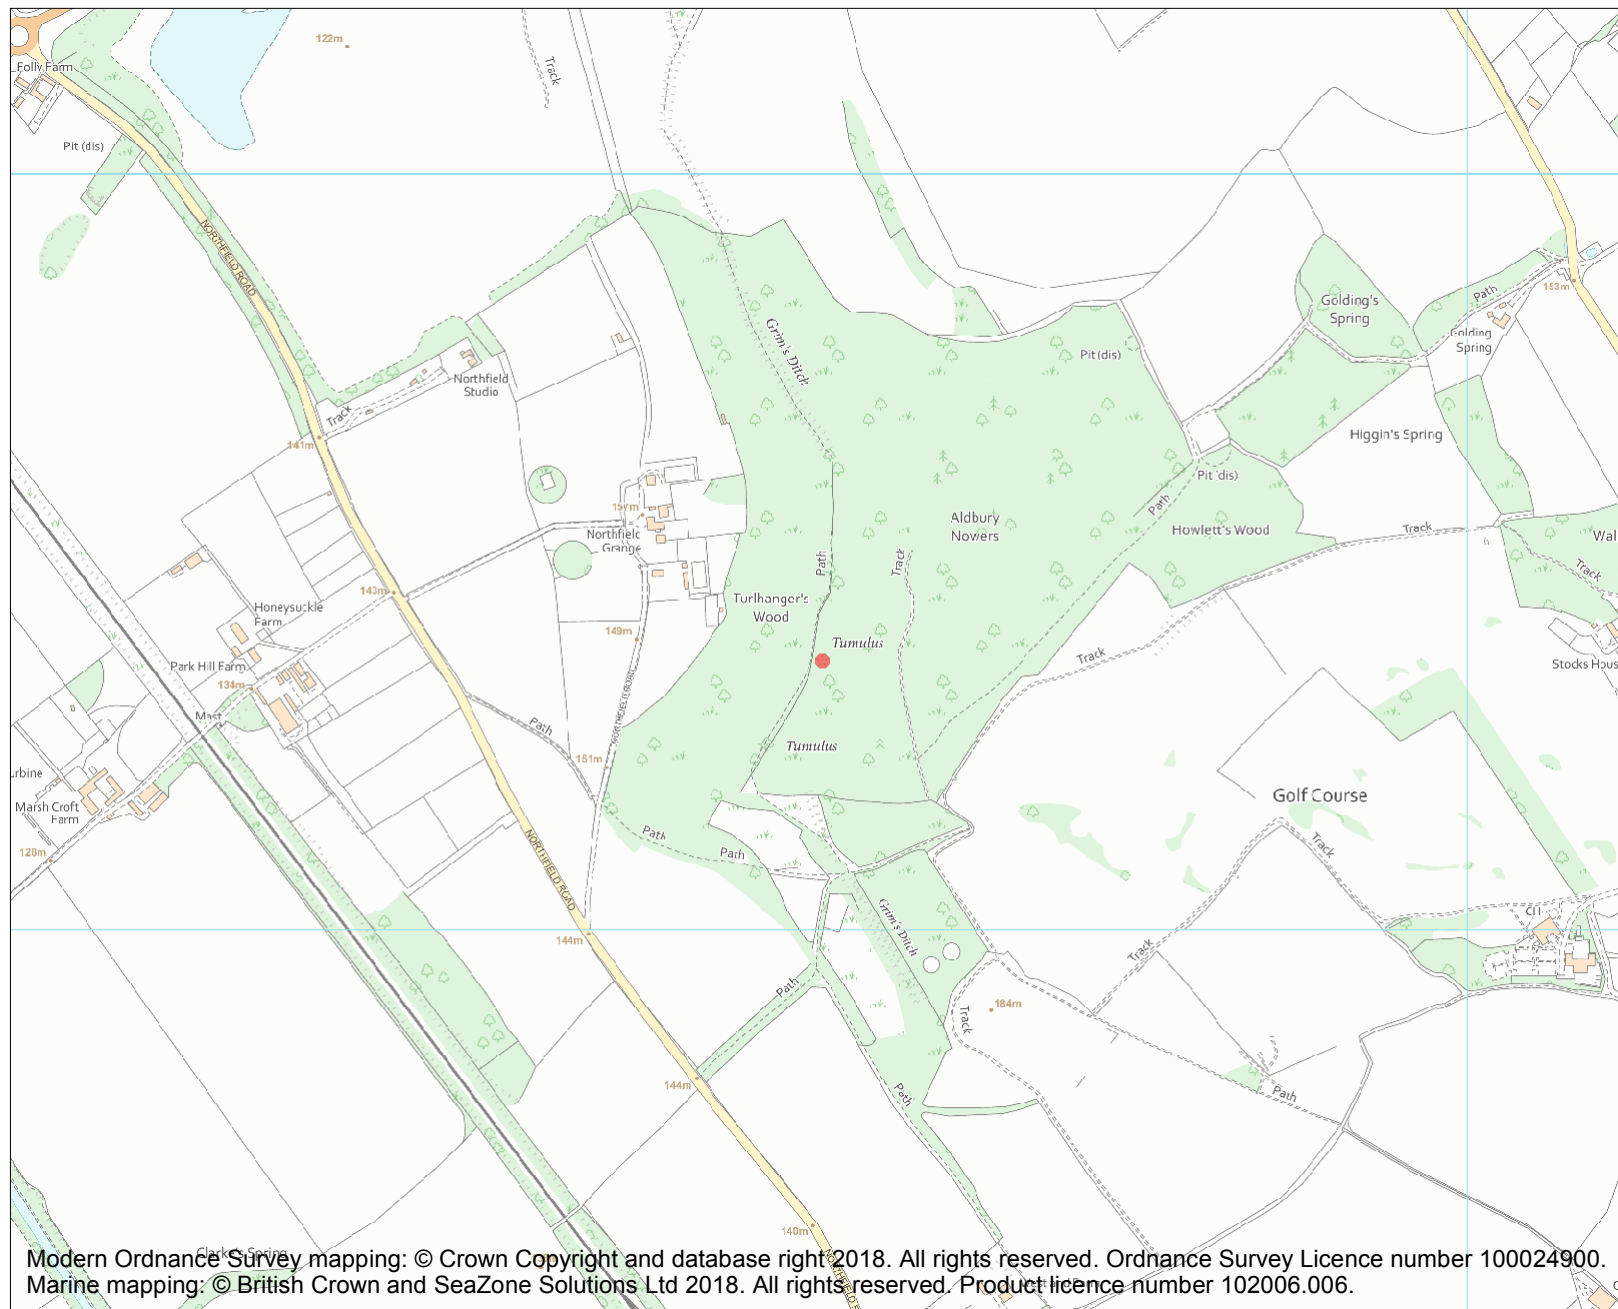 122m
Track
Folly Farm
Pit (dis)
NORTHFIELD ROAD
153m
Path
Golding's
Spring
Golding
Spring
Grim's Ditch
Pit (dis)
Northfield
Studio
Track
141m
Higgin's Spring
Pit (dis)
Path
Howlett's Wood
Track
Aldbury
Nowers
Northfield
Grange
Path
Track
Track
143m
Honeysuckle
Farm
Turlhanger's
Wood
149m
Tumulus
Track
Park Hill Farm
134m
NORTHFIELD ROAD
Mast
Path
Tumulus
151m
Marsh Croft
Farm
Golf Course
128m
Path
Path
Track
NORTHFIELD ROAD
Grim's Ditch
144m
Track
Path
184m
Track
144m
Path
Path
140m
Clarke's Spring
Modern Ordnance Survey mapping: © Crown Copyright and database right 2018. All rights reserved. Ordnance Survey Licence number 100024900.
Marine mapping: © British Crown and SeaZone Solutions Ltd 2018. All rights reserved. Product licence number 102006.006.